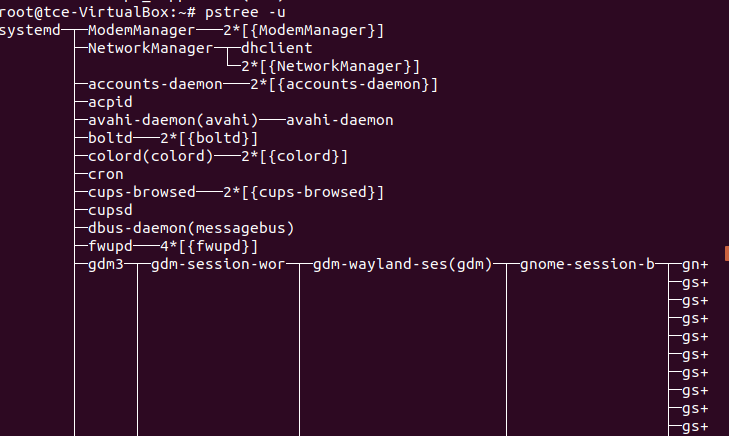 root@tce-VirtualBox:~# pstree -u
systemd─┬─ModemManager───2*[{ModemManager}]
        ├─NetworkManager─┬─dhclient
        │                └─2*[{NetworkManager}]
        ├─accounts-daemon───2*[{accounts-daemon}]
        ├─acpid
        ├─avahi-daemon(avahi)───avahi-daemon
        ├─boltd───2*[{boltd}]
        ├─colord(colord)───2*[{colord}]
        ├─cron
        ├─cups-browsed───2*[{cups-browsed}]
        ├─cupsd
        ├─dbus-daemon(messagebus)
        ├─fwupd───4*[{fwupd}]
        ├─gdm3─┬─gdm-session-wor─┬─gdm-wayland-ses(gdm)─┬─gnome-session-b─┬─gn+
        │      │                 │                      │                 ├─gs+
        │      │                 │                      │                 ├─gs+
        │      │                 │                      │                 ├─gs+
        │      │                 │                      │                 ├─gs+
        │      │                 │                      │                 ├─gs+
        │      │                 │                      │                 ├─gs+
        │      │                 │                      │                 ├─gs+
        │      │                 │                      │                 ├─gs+
        │      │                 │                      │                 ├─gs+